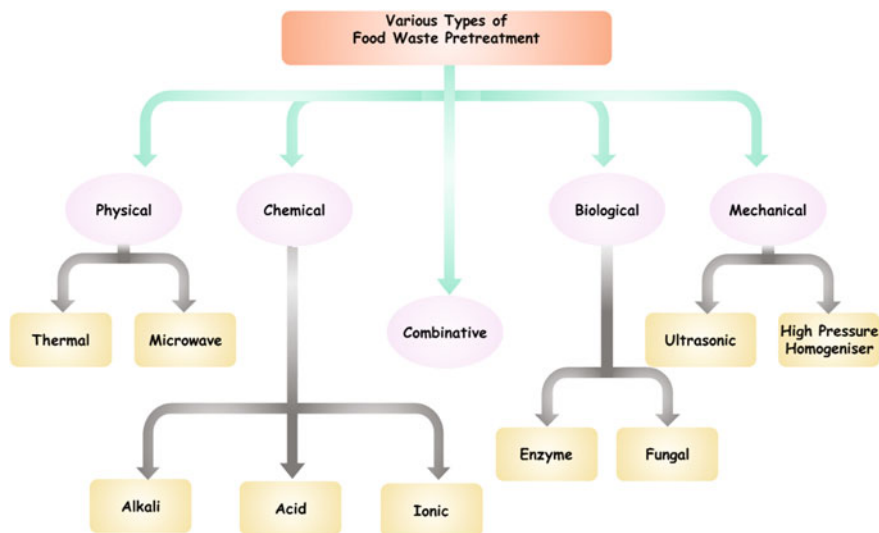 Various Types of
Food Waste Pretreatment
Physical
Chemical
Biological
Mechanical
Combinative
Thermal
Microwave
Ultrasonic
High Pressure
Homogeniser
Enzyme
Fungal
Alkali
Acid
Ionic